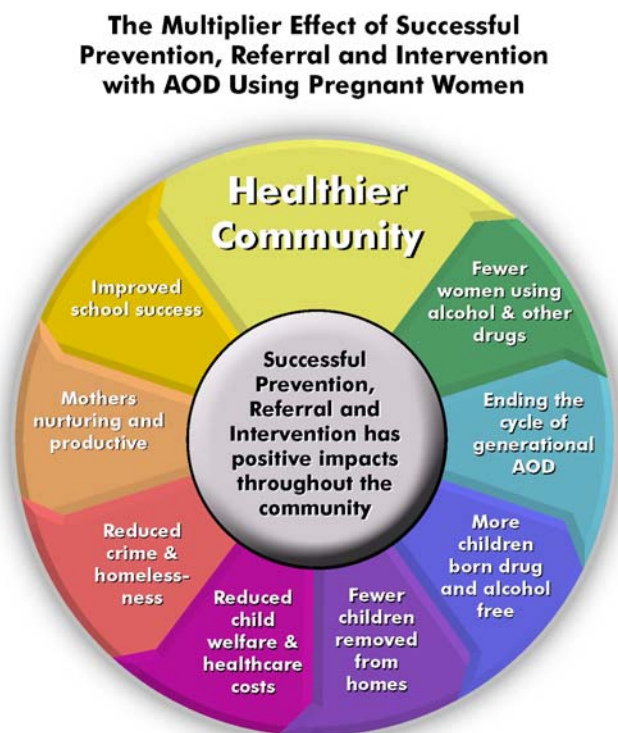 The Multiplier Effect of Successful
Prevention, Referral and Intervention
with AOD Using Pregnant Women
Healthier
Community
Fewer
women using
alcohol & other
drugs
Ending the
cycle of
generational
AOD
More
children
born drug
and alcohol
free
Fewer
children
removed
from
homes
Reduced
child
welfare &
healthcare
costs
Reduced
crime &
homeless-
ness
Mothers
nurturing and
productive
Improved
school success
Successful
Prevention,
Referral and
Intervention has
positive impacts
throughout the
community